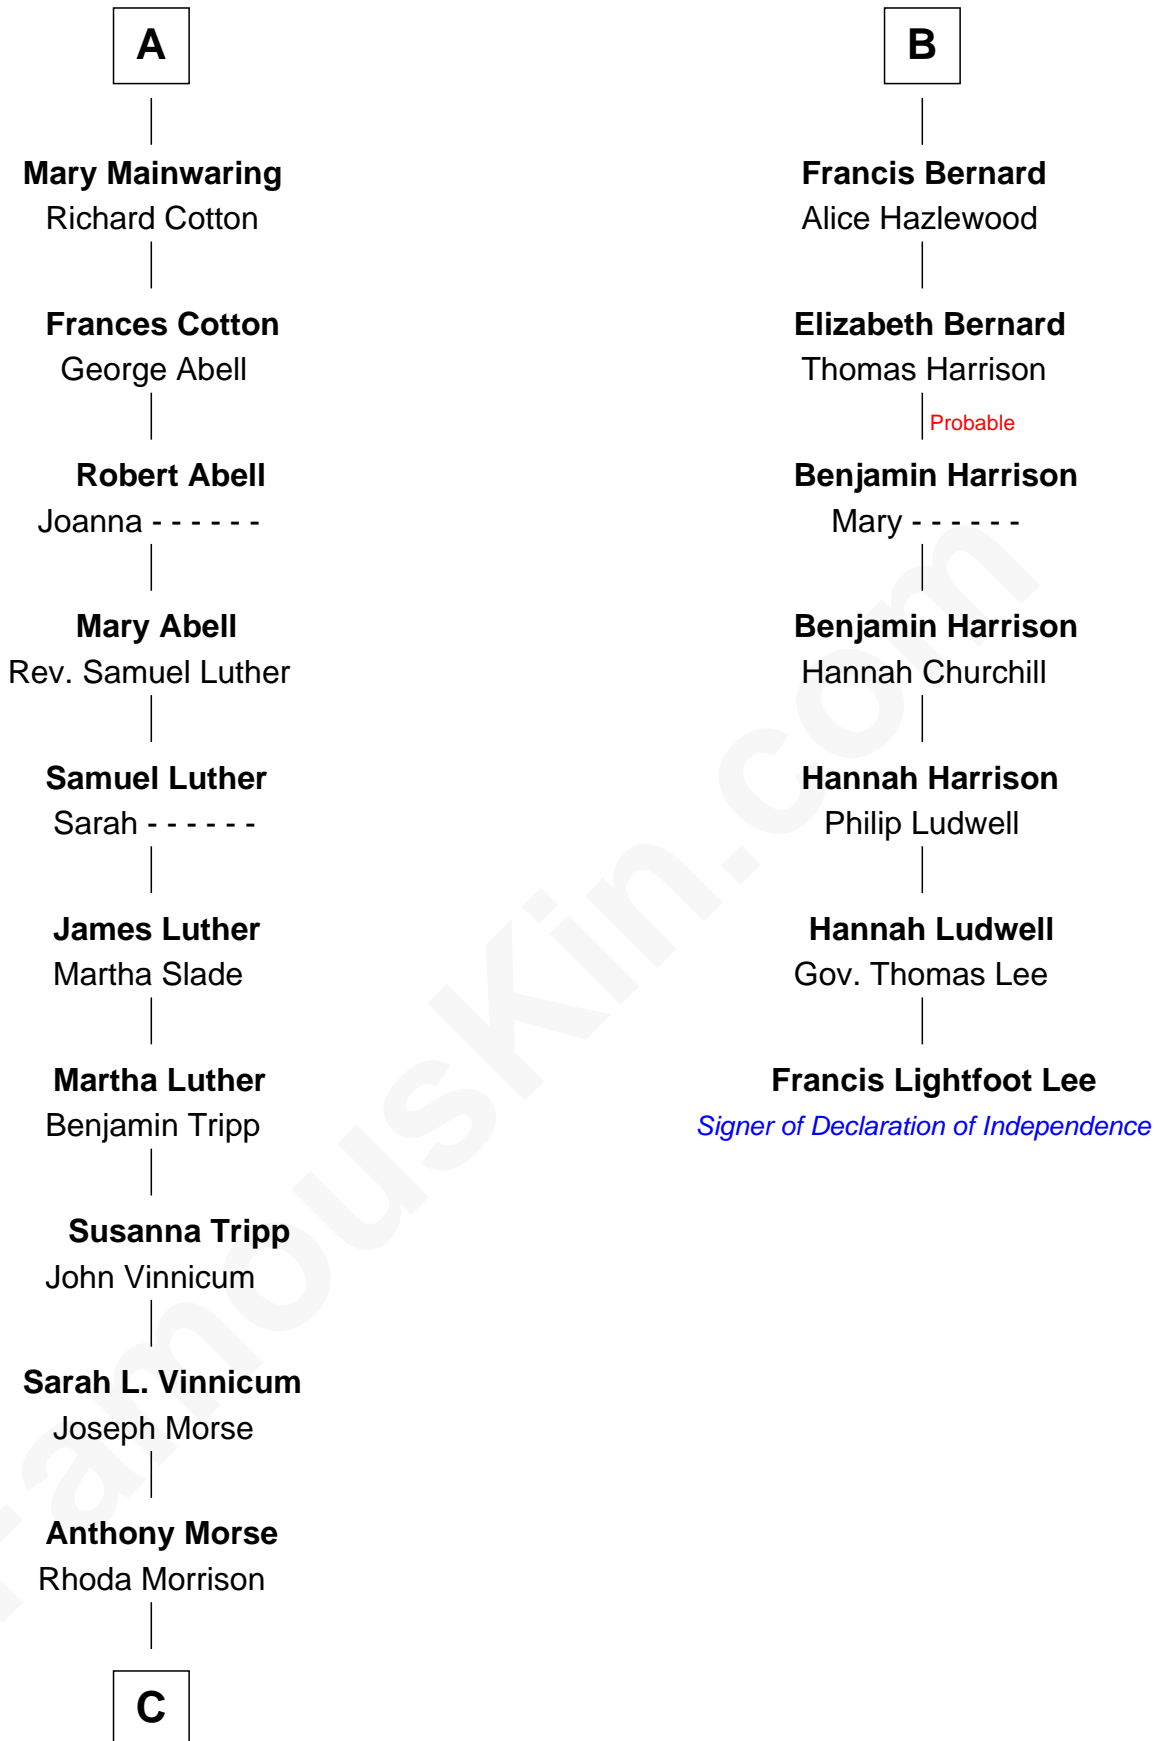 A
Mary Mainwaring
Richard Cotton
Frances Cotton
George Abell
Robert Abell
Joanna - - - - - -
Mary Abell
Rev. Samuel Luther
Samuel Luther
Sarah - - - - - -
James Luther
Martha Slade
Martha Luther
Benjamin Tripp
Susanna Tripp
John Vinnicum
Sarah L. Vinnicum
Joseph Morse
Anthony Morse
Rhoda Morrison
C
B
Francis Bernard
Alice Hazlewood
Elizabeth Bernard
Thomas Harrison
Probable
Benjamin Harrison
Mary - - - - - -
Benjamin Harrison
Hannah Churchill
Hannah Harrison
Philip Ludwell
Hannah Ludwell
Gov. Thomas Lee
Francis Lightfoot Lee
Signer of Declaration of Independence
FamousKin.com